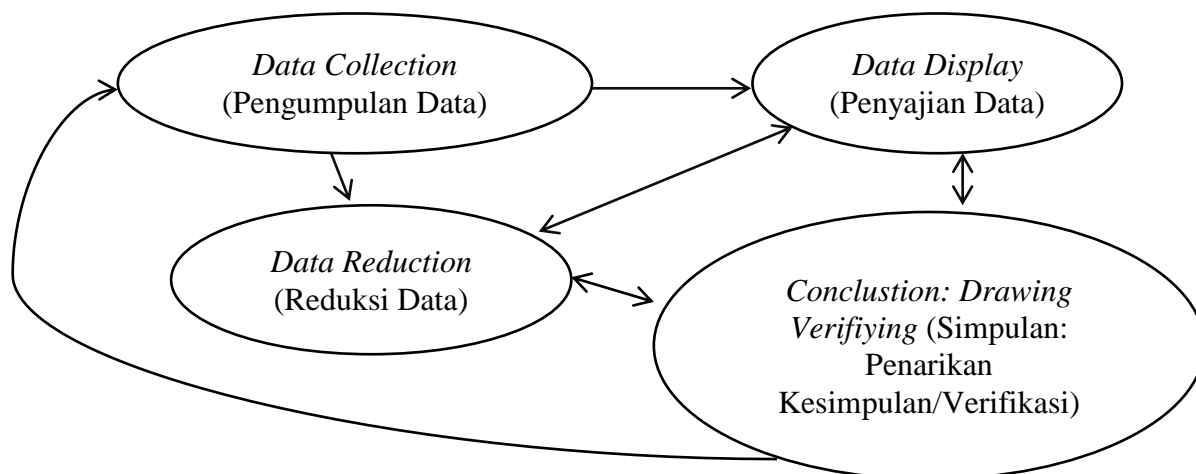 Data Collection
(Pengumpulan Data)
Data Display
(Penyajian Data)
Data Reduction
(Reduksi Data)
Conclustion: Drawing
Verifiying (Simpulan:
Penarikan
Kesimpulan/Verifikasi)